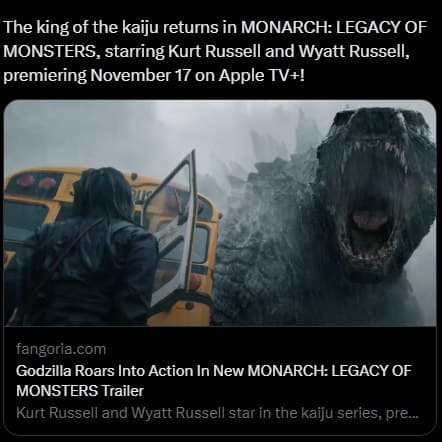 The king of the kaiju returns in MONARCH: LEGACY OF
MONSTERS, starring Kurt Russell and Wyatt Russell,
premiering November 17 on Apple TV+!
fangoria.com
Godzilla Roars Into Action In New MONARCH: LEGACY OF
MONSTERS Trailer
Kurt Russell and Wyatt Russell star in the kaiju series, pre...